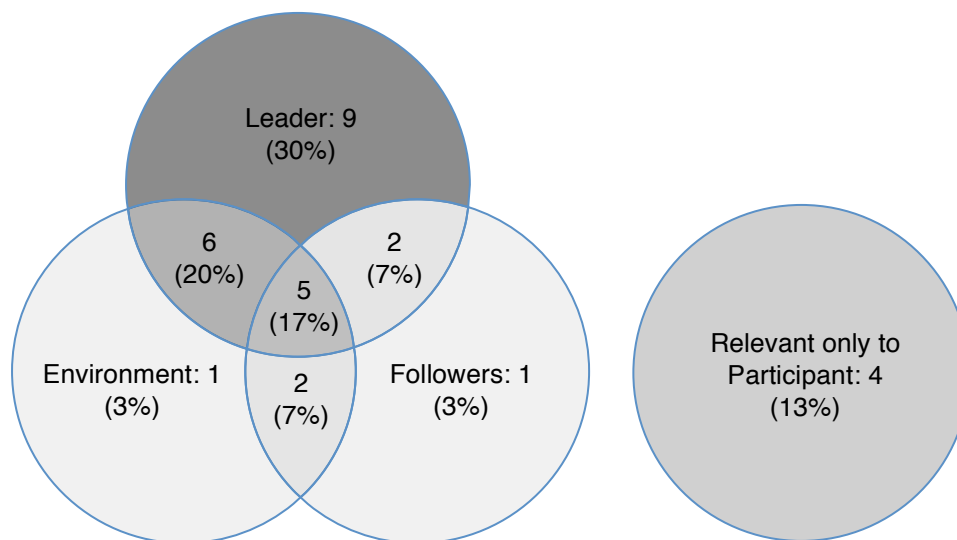 Leader: 9
(30%)
6
(20%)
2
(7%)
5
(17%)
Environment: 1
(3%)
2
(7%)
Followers: 1
(3%)
Relevant only to
Participant: 4
(13%)